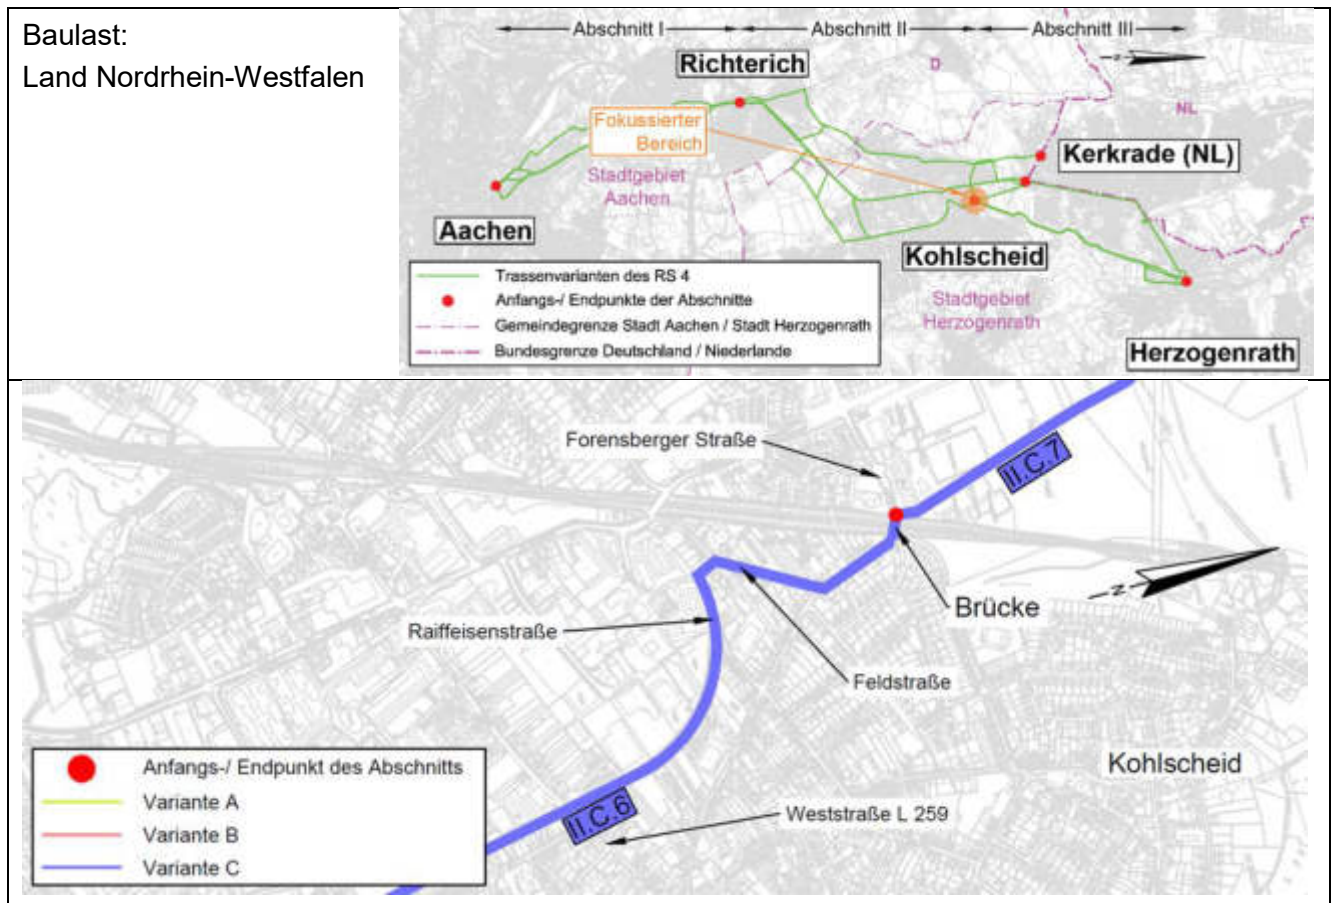 Baulast:
Land Nordrhein-Westfalen
Abschnitt I
Abschnitt II
Abschnitt III
Richterich
D
N
NL
Fokussierter
Bereich
Kerkrade (NL)
Stadtgebiet
Aachen
Aachen
Kohlscheid
Stadtgebiet
Herzogenrath
Herzogenrath
Trassenvarianten des RS 4
Anfangs-/ Endpunkte der Abschnitte
Gemeindegrenze Stadt Aachen / Stadt Herzogenrath
Bundesgrenze Deutschland / Niederlande
Forensberger Straße
II.C.7
N
Brücke
Raiffeisenstraße
Feldstraße
Kohlscheid
II.C.6
Weststraße L 259
Anfangs-/ Endpunkt des Abschnitts
Variante A
Variante B
Variante C